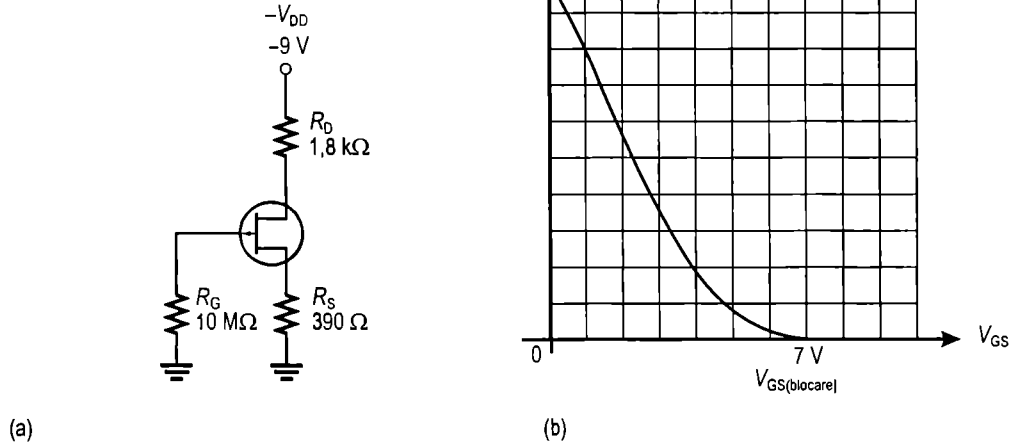 –V_DD
–9 V
R_D
1,8 kΩ
R_G
10 MΩ
R_S
390 Ω
0
7 V
V_GS
V_GS(blocare)
(a)
(b)